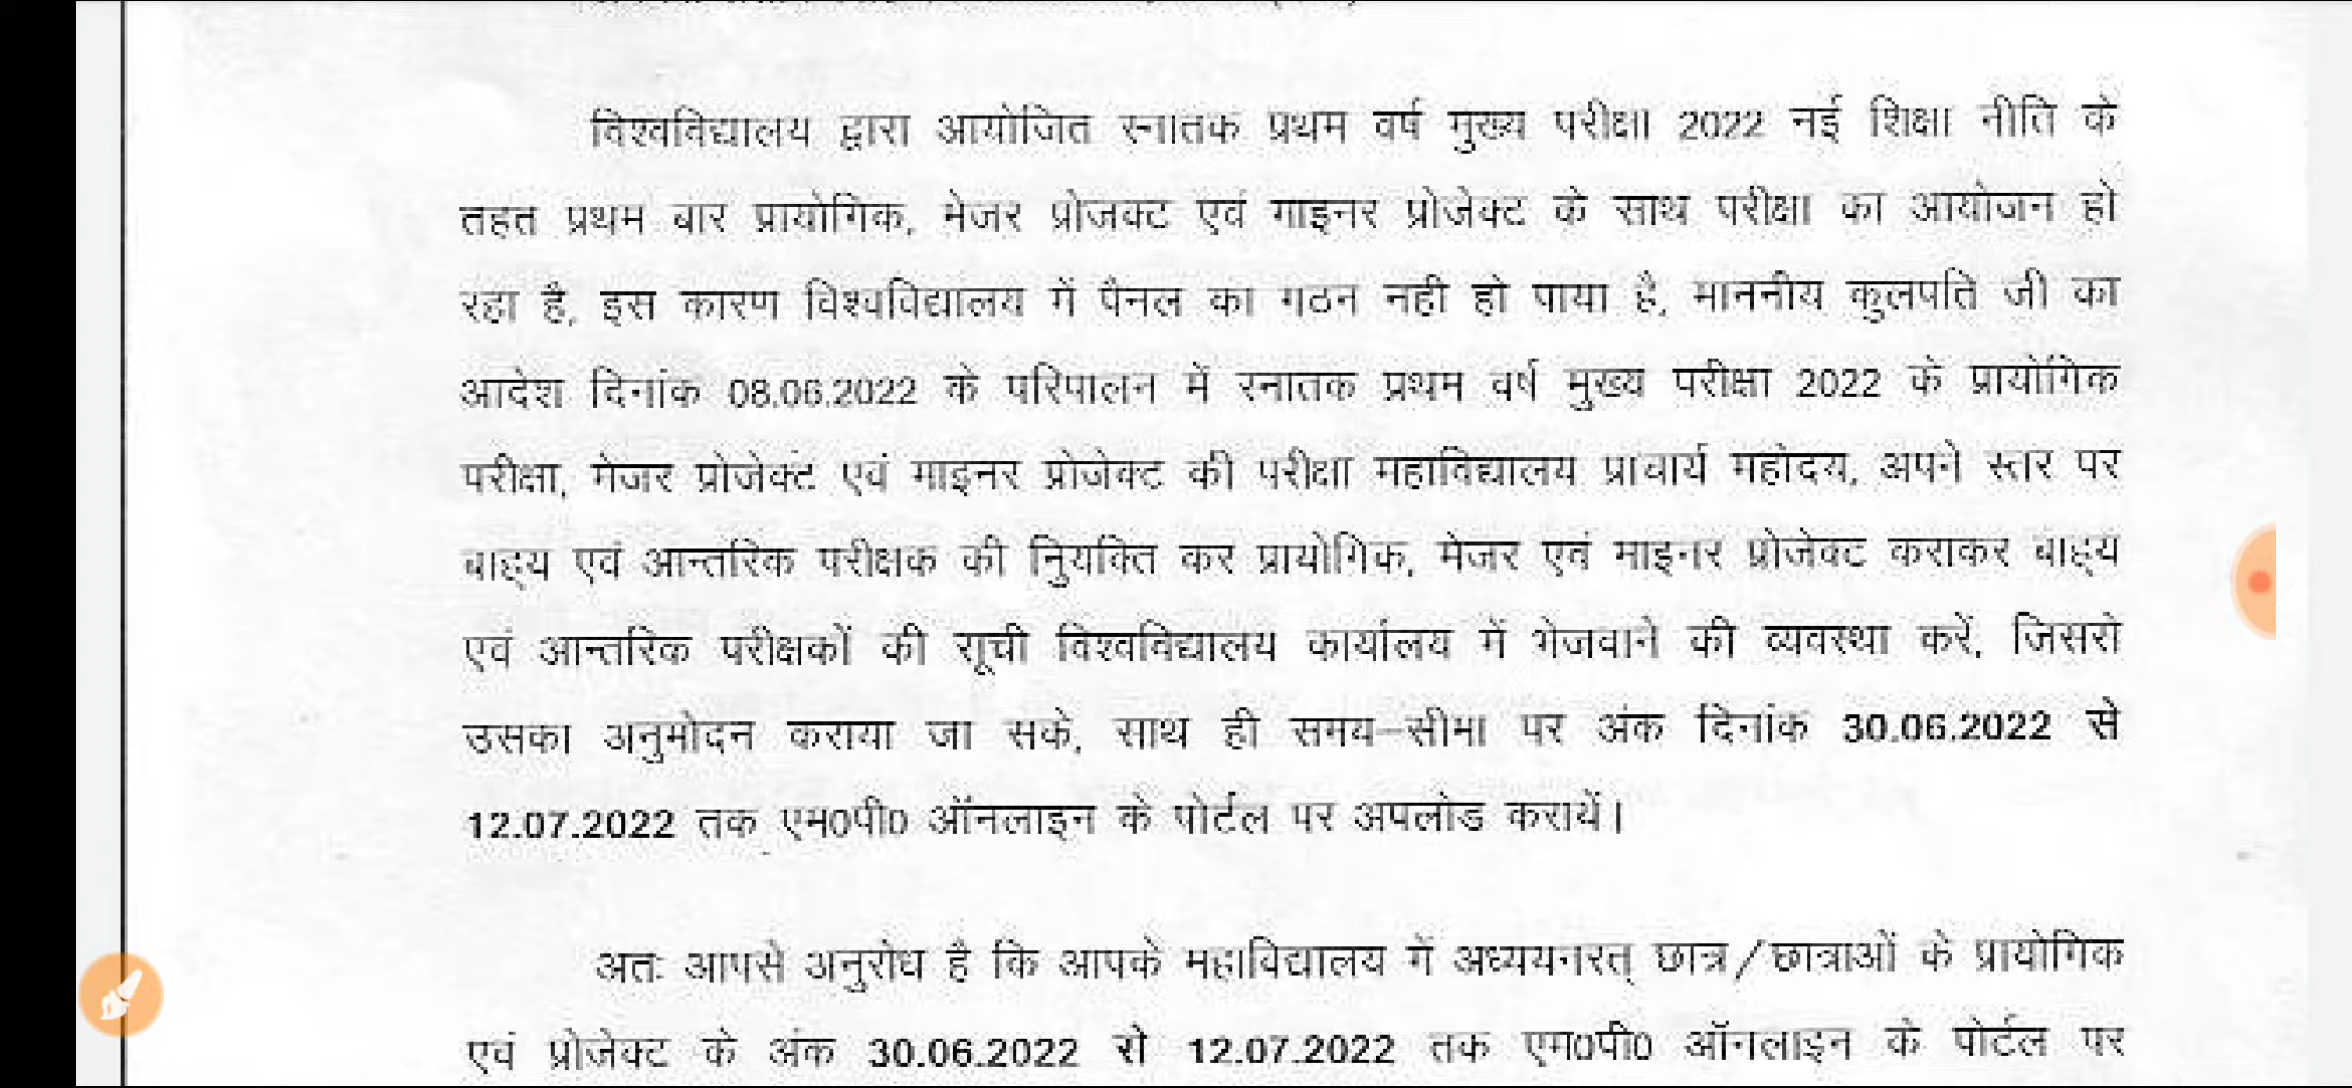 विश्वविद्यालय द्वारा आयोजित स्नातक प्रथम वर्ष मुख्य परीक्षा 2022 नई शिक्षा नीति के
तहत प्रथम बार प्रायोगिक, मेजर प्रोजक्ट एवं माइनर प्रोजेक्ट के साथ परीक्षा का आयोजन हो
रहा है, इस कारण विश्वविद्यालय में पैनल का गठन नही हो पाया है, माननीय कुलपति जी का
आदेश दिनांक 08.06.2022 के परिपालन में स्नातक प्रथम वर्ष मुख्य परीक्षा 2022 के प्रायोगिक
परीक्षा, मेजर प्रोजेक्ट एवं माइनर प्रोजेक्ट की परीक्षा महाविद्यालय प्राचार्य महोदय, अपने स्तर पर
बाह्य एवं आन्तरिक परीक्षक की नियुक्ति कर प्रायोगिक, मेजर एवं माइनर प्रोजेक्ट कराकर बाह्य
एवं आन्तरिक परीक्षकों की सूची विश्वविद्यालय कार्यालय में भेजवाने की व्यवस्था करें, जिससे
उसका अनुमोदन कराया जा सके, साथ ही समय–सीमा पर अंक दिनांक 30.06.2022 से
12.07.2022 तक एम0पी0 ऑनलाइन के पोर्टल पर अपलोड करायें।
अतः आपसे अनुरोध है कि आपके महाविद्यालय में अध्ययनरत् छात्र/छात्राओं के प्रायोगिक
एवं प्रोजेक्ट के अंक 30.06.2022 से 12.07.2022 तक एम0पी0 ऑनलाइन के पोर्टल पर